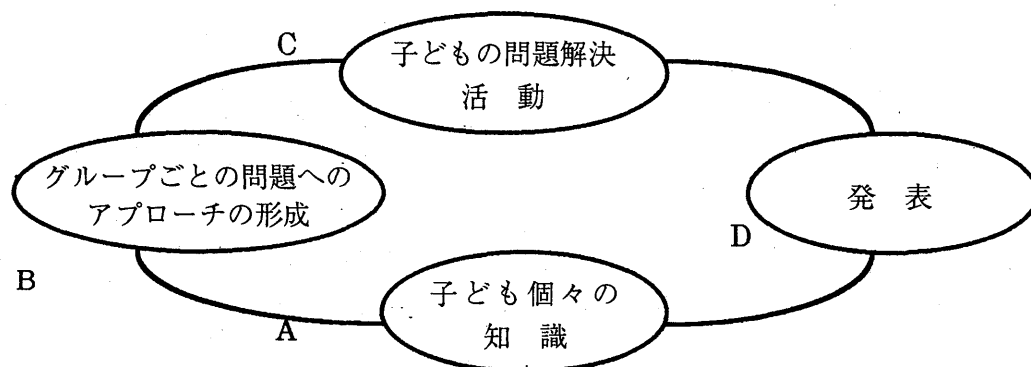 C
子どもの問題解決
活 動
グループごとの問題への
アプローチの形成
発 表
D
B
子ども個々の
知 識
A